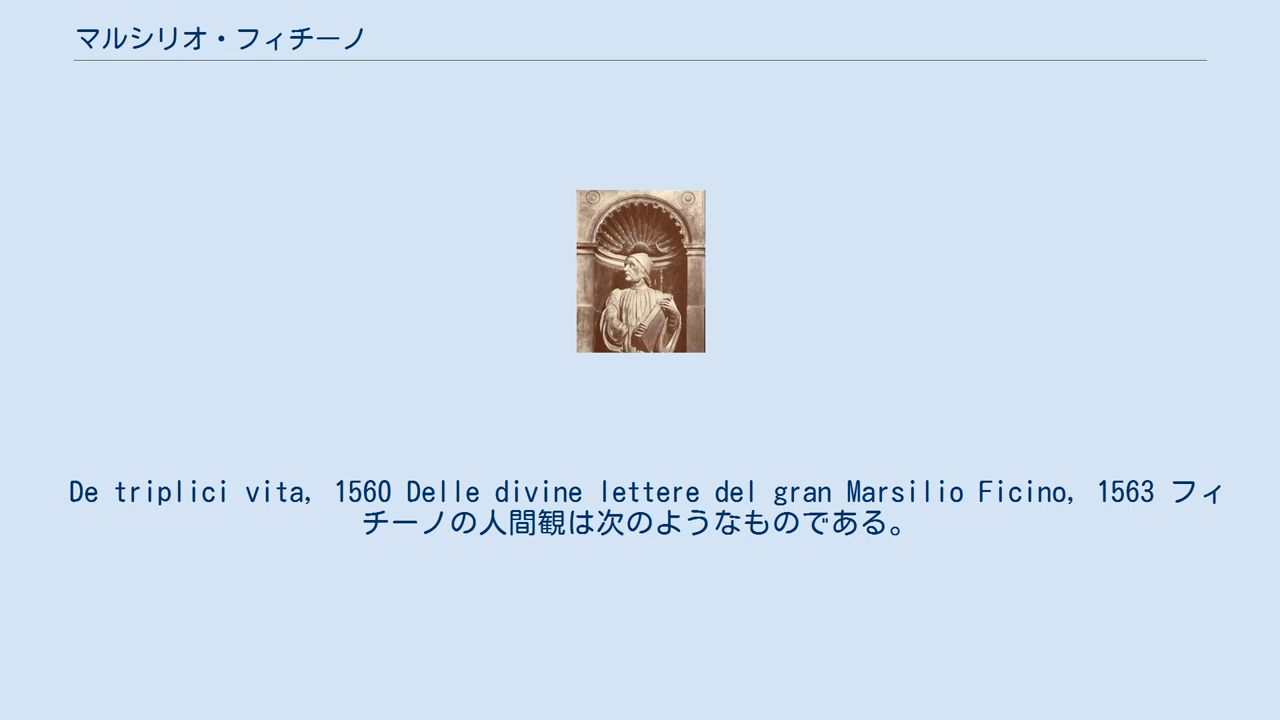 マルシリオ・フィチーノ
De triplici vita, 1560 Delle divine lettere del gran Marsilio Ficino, 1563 フィ
チーノの人間観は次のようなものである。